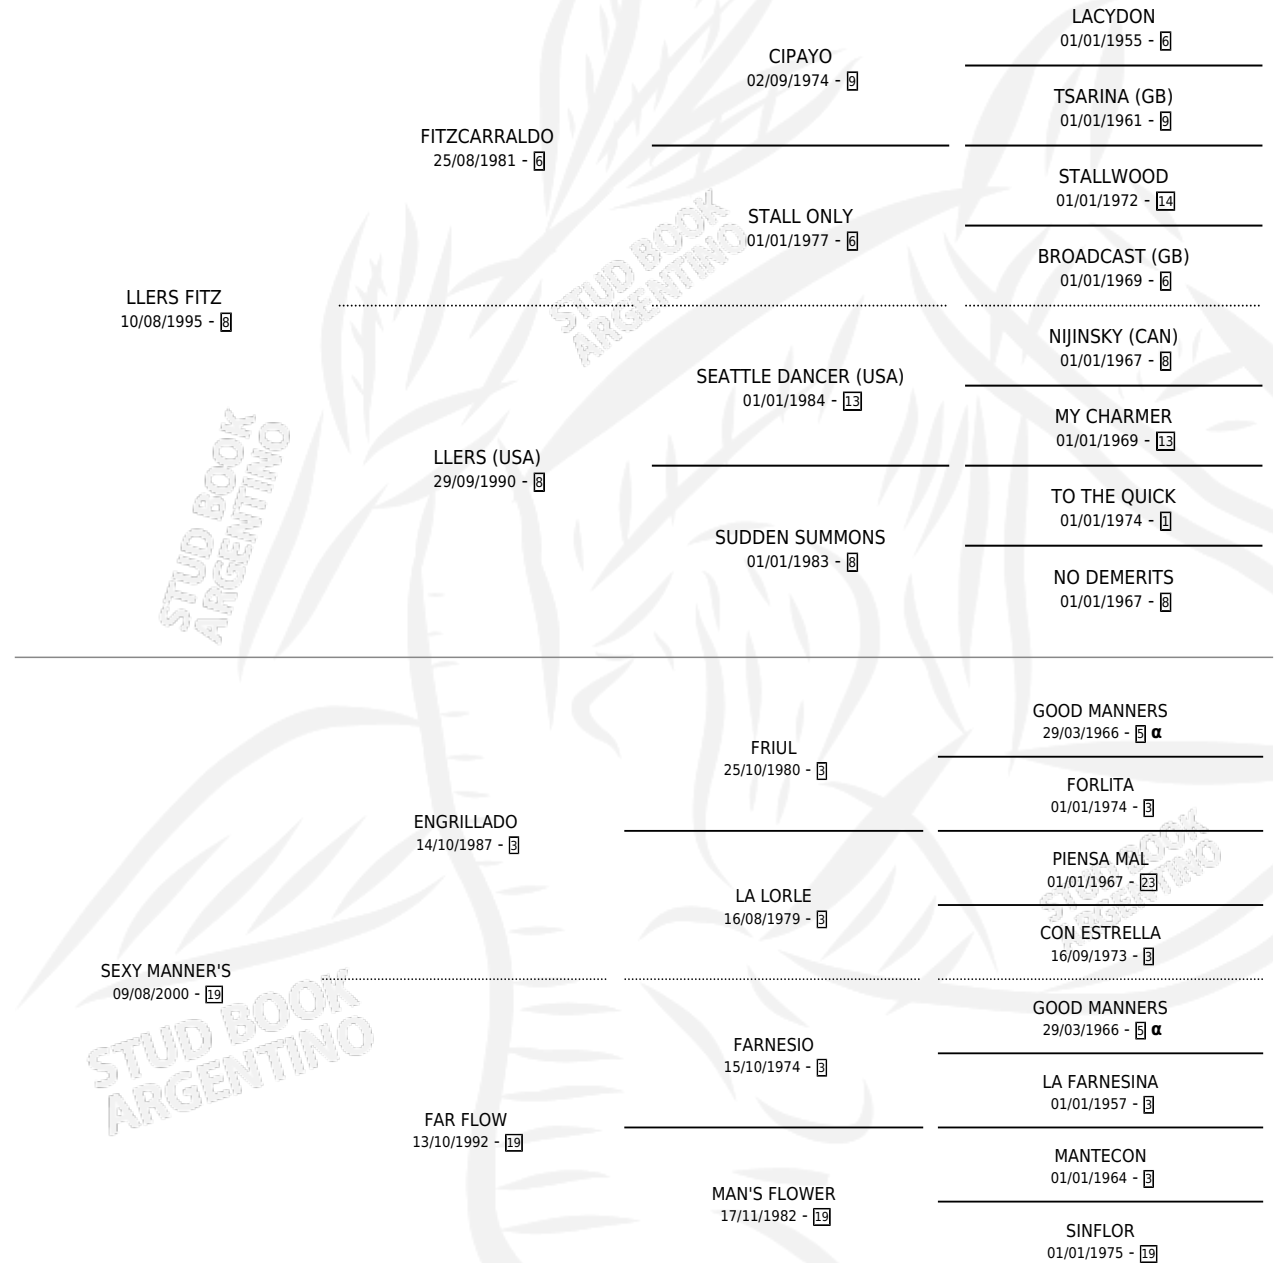 LACYDON
01/01/1955 - 6
CIPAYO
02/09/1974 - 9
TSARINA (GB)
01/01/1961 - 9
FITZCARRALDO
25/08/1981 - 6
STALLWOOD
01/01/1972 - 14
STALL ONLY
01/01/1977 - 6
BROADCAST (GB)
01/01/1969 - 6
LLERS FITZ
10/08/1995 - 8
STUD BOOK
ARGENTINO
NIJINSKY (CAN)
01/01/1967 - 8
SEATTLE DANCER (USA)
01/01/1984 - 13
MY CHARMER
01/01/1969 - 13
LLERS (USA)
29/09/1990 - 8
STUD BOOK
ARGENTINO
TO THE QUICK
01/01/1974 - 1
SUDDEN SUMMONS
01/01/1983 - 8
NO DEMERITS
01/01/1967 - 8
GOOD MANNERS
29/03/1966 - 5 α
FRIUL
25/10/1980 - 3
FORLITA
01/01/1974 - 3
ENGRILLADO
14/10/1987 - 3
PIENSA MAL
01/01/1967 - 23
STUD BOOK
ARGENTINO
LA LORLE
16/08/1979 - 3
CON ESTRELLA
16/09/1973 - 3
SEXY MANNER'S
09/08/2000 - 19
STUD BOOK
ARGENTINO
GOOD MANNERS
29/03/1966 - 5 α
FARNESIO
15/10/1974 - 3
LA FARNESINA
01/01/1957 - 3
FAR FLOW
13/10/1992 - 19
MANTECON
01/01/1964 - 3
MAN'S FLOWER
17/11/1982 - 19
SINFLOR
01/01/1975 - 19